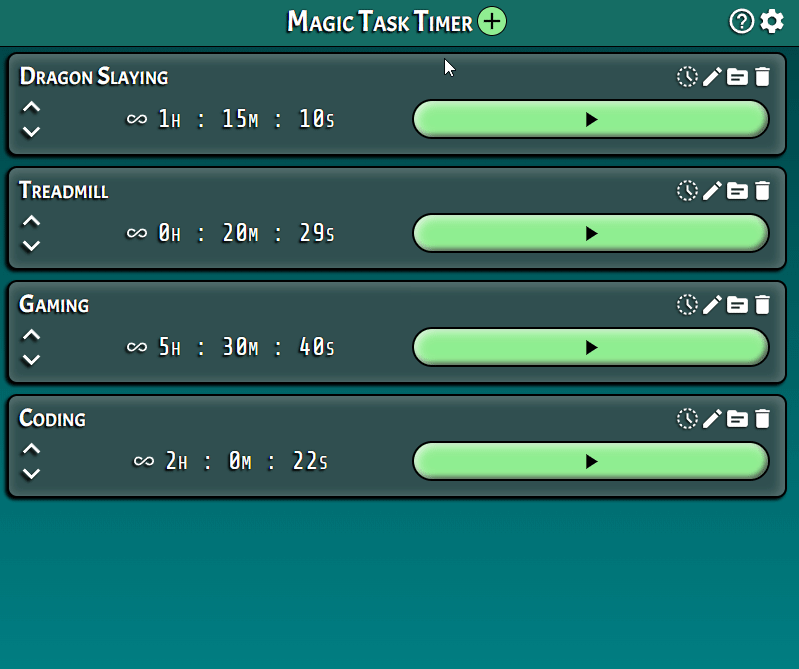 Magic Task Timer
Dragon Slaying
∞ 1h : 15m : 10s
Treadmill
∞ 0h : 20m : 29s
Gaming
∞ 5h : 30m : 40s
Coding
∞ 2h : 0m : 22s